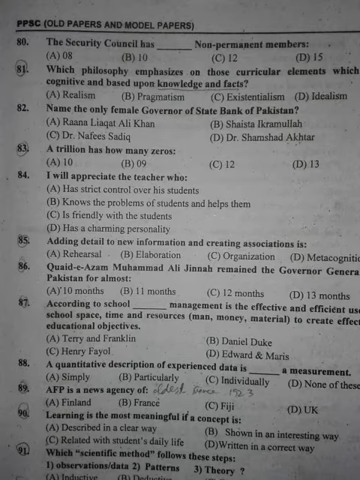 PPSC (OLD PAPERS AND MODEL PAPERS)
80. The Security Council has ______ Non-permanent members:
(A) 08 (B) 10 (C) 12 (D) 15
81. Which philosophy emphasizes on those curricular elements which
cognitive and based upon knowledge and facts?
(A) Realism (B) Pragmatism (C) Existentialism (D) Idealism
82. Name the only female Governor of State Bank of Pakistan?
(A) Raana Liaqat Ali Khan (B) Shaista Ikramullah
(C) Dr. Nafees Sadiq (D) Dr. Shamshad Akhtar
83. A trillion has how many zeros:
(A) 10 (B) 09 (C) 12 (D) 13
84. I will appreciate the teacher who:
(A) Has strict control over his students
(B) Knows the problems of students and helps them
(C) Is friendly with the students
(D) Has a charming personality
85. Adding detail to new information and creating associations is:
(A) Rehearsal (B) Elaboration (C) Organization (D) Metacognitio
86. Quaid-e-Azam Muhammad Ali Jinnah remained the Governor Genera
Pakistan for almost:
(A) 10 months (B) 11 months (C) 12 months (D) 13 months
87. According to school ______ management is the effective and efficient use
school space, time and resources (man, money, material) to create effec
educational objectives.
(A) Terry and Franklin (B) Daniel Duke
(C) Henry Fayol (D) Edward & Maris
88. A quantitative description of experienced data is ______ a measurement.
(A) Simply (B) Particularly (C) Individually (D) None of these
89. AFP is a news agency of: oldest since
(A) Finland (B) France (C) Fiji (D) UK
90. Learning is the most meaningful if a concept is:
(A) Described in a clear way (B) Shown in an interesting way
(C) Related with student's daily life (D) Written in a correct way
91. Which "scientific method" follows these steps:
1) observations/data 2) Patterns 3) Theory ?
(A) Inductive (B) Deductive